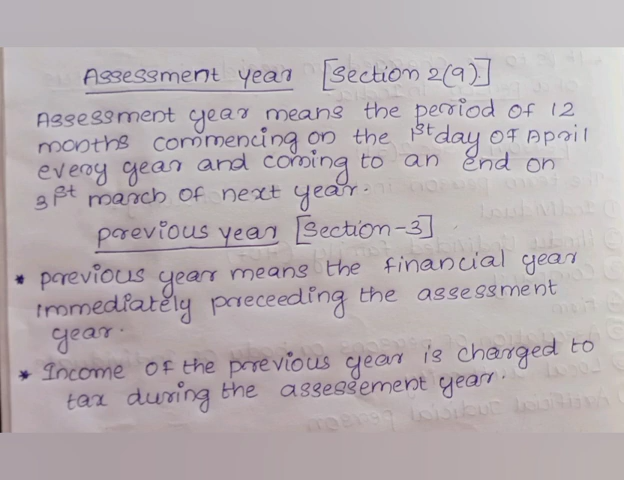 Assessment year [Section 2(9)]
Assessment year means the period of 12
months commencing on the 1st day of April
every year and coming to an end on
31st march of next year.
previous year [Section-3]
* previous year means the financial year
immediately preceeding the assessment
year.
* Income of the previous year is charged to
tax during the assessement year.